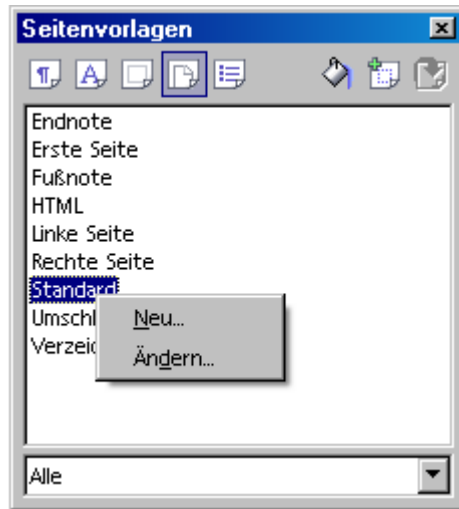 Seitenvorlagen
Endnote
Erste Seite
Fußnote
HTML
Linke Seite
Rechte Seite
Standard
Neu...
Ändern...
Alle